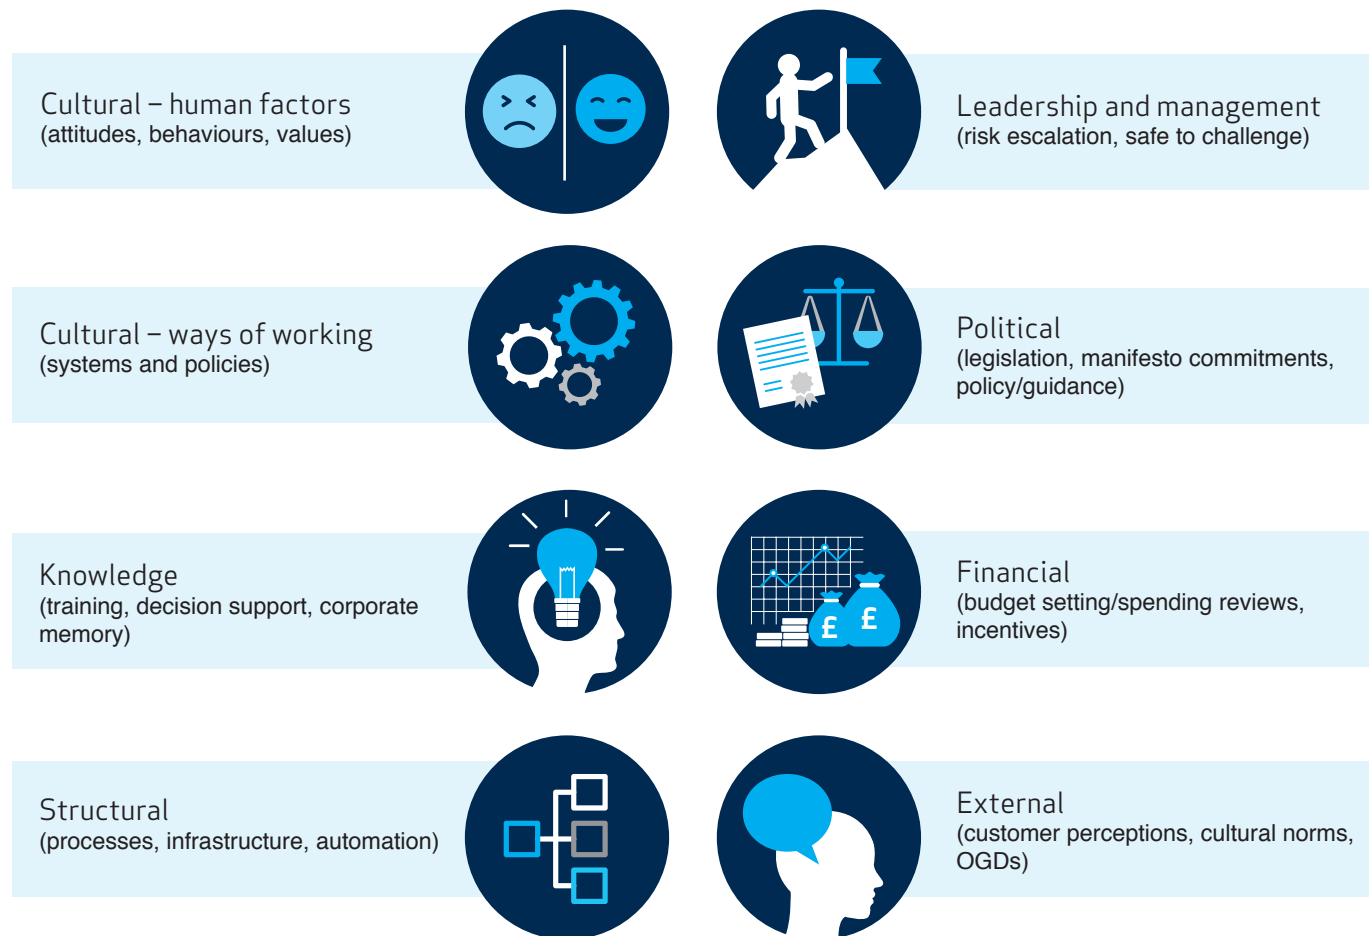 Cultural – human factors
(attitudes, behaviours, values)
Leadership and management
(risk escalation, safe to challenge)
Cultural – ways of working
(systems and policies)
Political
(legislation, manifesto commitments,
policy/guidance)
Knowledge
(training, decision support, corporate
memory)
Financial
(budget setting/spending reviews,
incentives)
£
£
Structural
(processes, infrastructure, automation)
External
(customer perceptions, cultural norms,
OGDs)